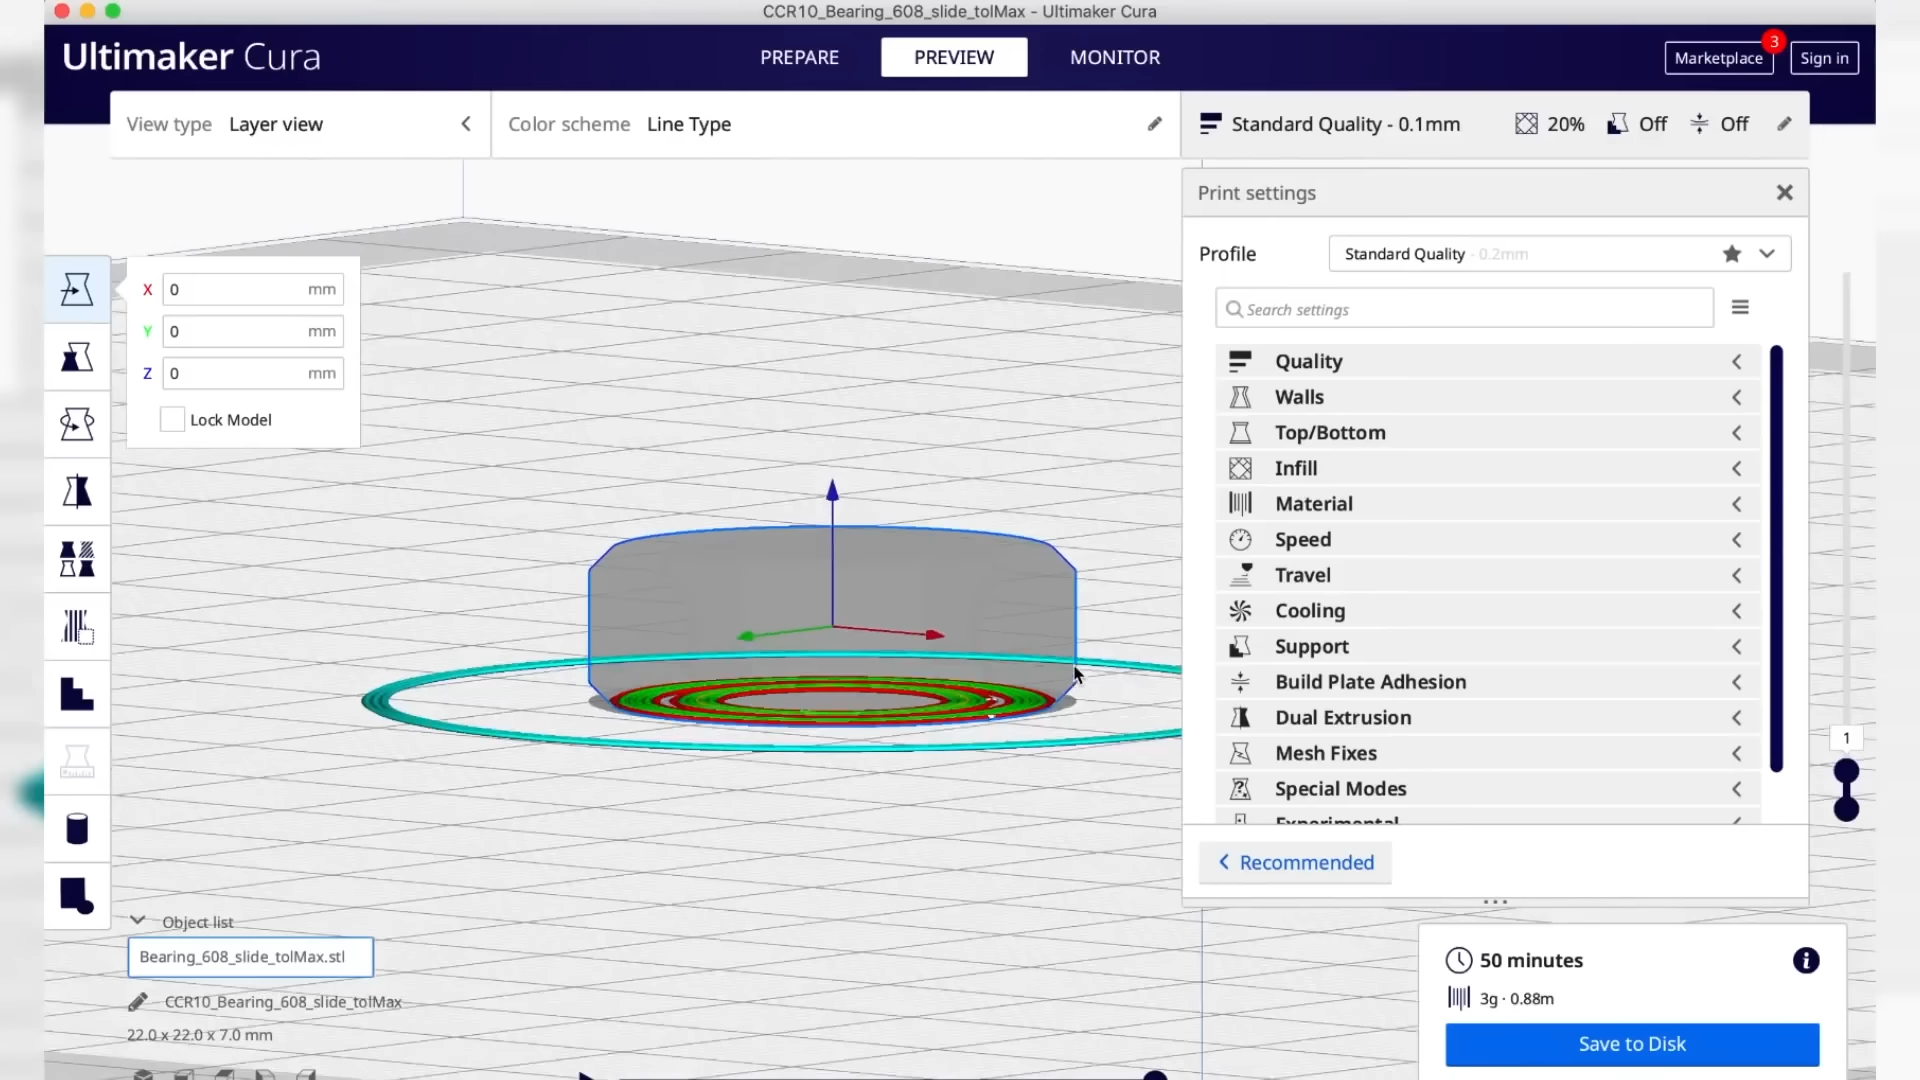 CCR10_Bearing_608_slide_tolMax - Ultimaker Cura
Ultimaker Cura
PREPARE
PREVIEW
MONITOR
Marketplace
3
Sign in
View type Layer view
Color scheme Line Type
Standard Quality - 0.1mm
20%
Off
Off
Print settings
Profile
Standard Quality - 0.2mm
Search settings
X 0 mm
Y 0 mm
Z 0 mm
Lock Model
Quality
Walls
Top/Bottom
Infill
Material
Speed
Travel
Cooling
Support
Build Plate Adhesion
Dual Extrusion
Mesh Fixes
Special Modes
Experimental
1
Recommended
Object list
Bearing_608_slide_tolMax.stl
CCR10_Bearing_608_slide_tolMax
22.0 x 22.0 x 7.0 mm
50 minutes
3g · 0.88m
Save to Disk